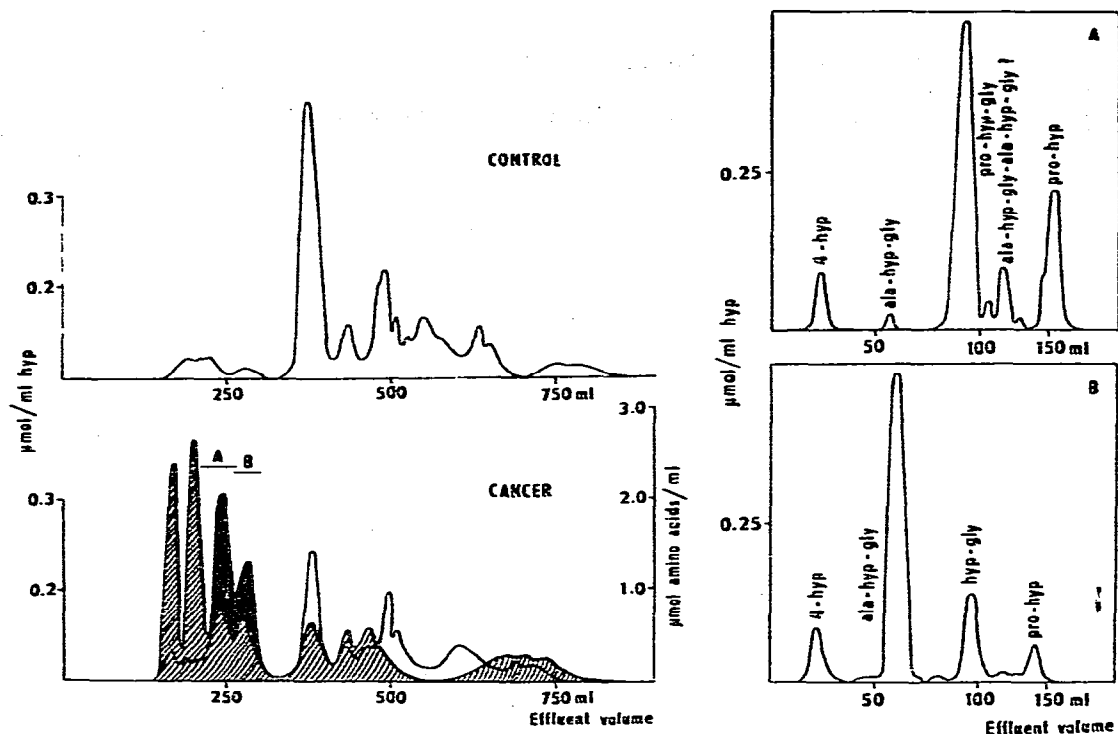 CONTROL
0.3
0.2
250
500
750 ml
µmol/ml hyp
A
B
CANCER
0.3
0.2
3.0
2.0
1.0
µmol amino acids/ml
250
500
750 ml
Effluent volume
A
0.25
4-hyp
ala-hyp-gly
pro-hyp-gly
ala-hyp-gly-ala-hyp-gly?
pro-hyp
50
100
150 ml
µmol/ml hyp
B
0.25
4-hyp
ala-hyp-gly
hyp-gly
pro-hyp
50
100
150 ml
Effluent volume